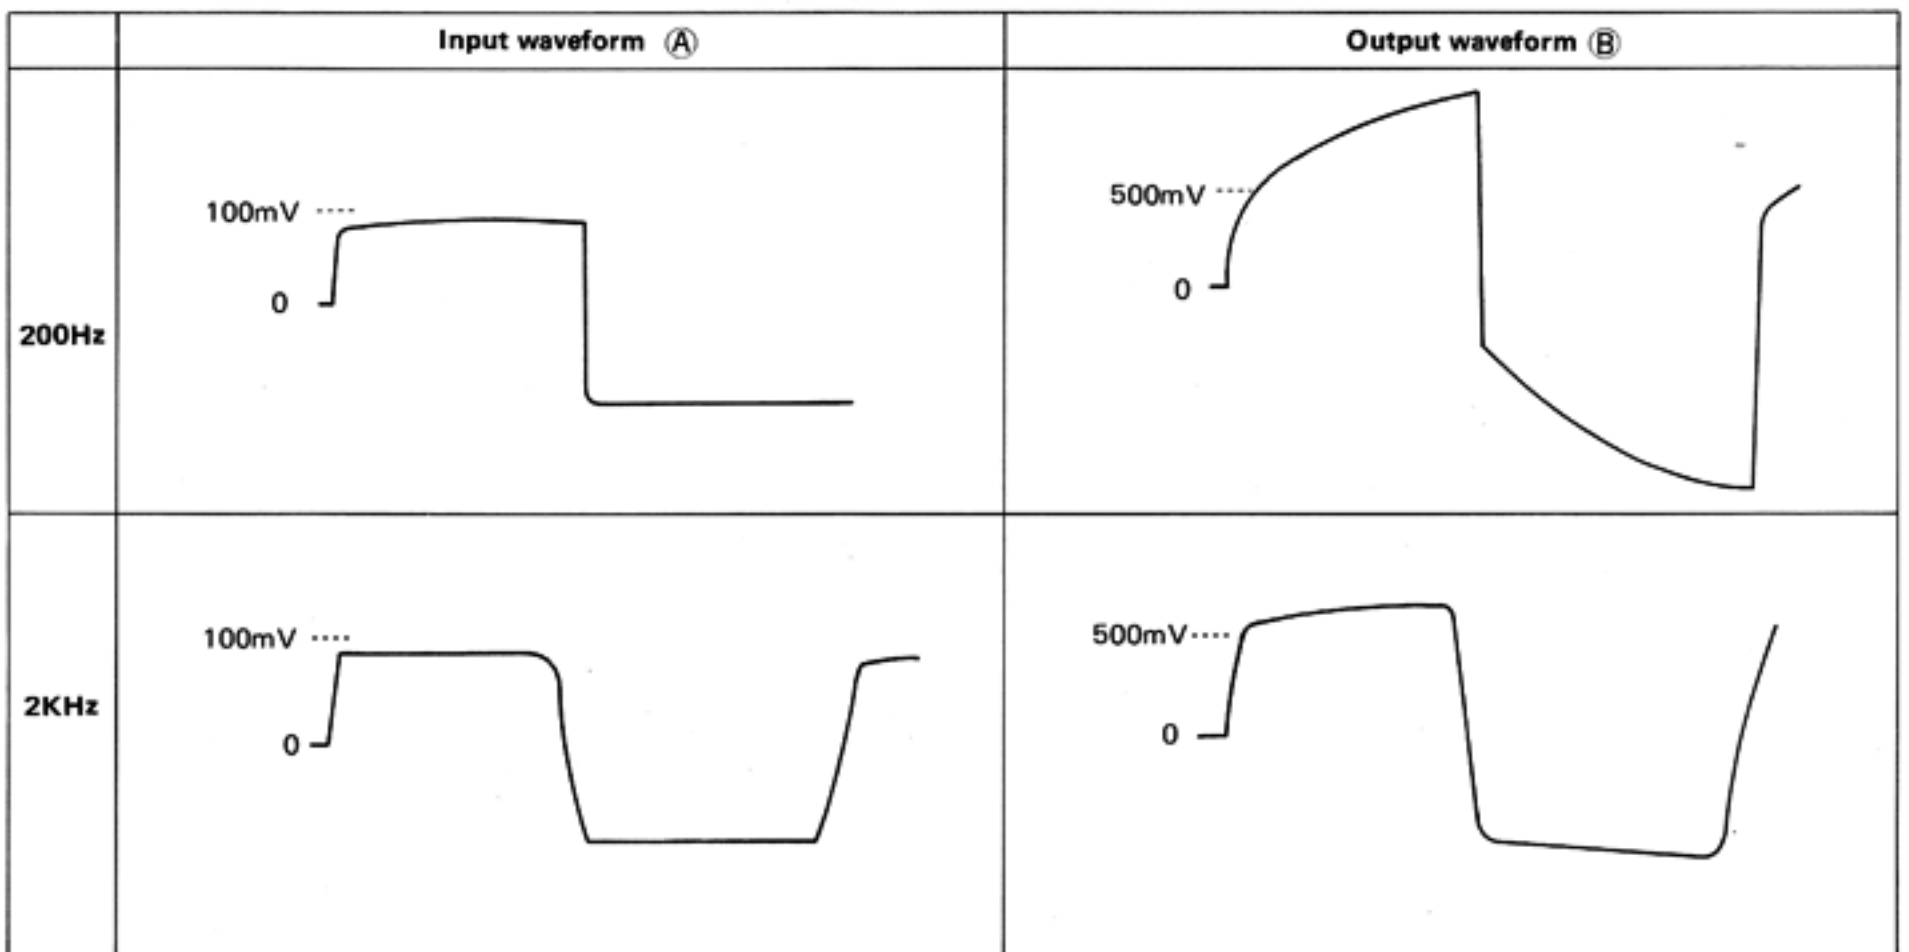 Input waveform Ⓐ
Output waveform Ⓑ
200Hz
100mV
0
500mV
0
2KHz
100mV
0
500mV
0